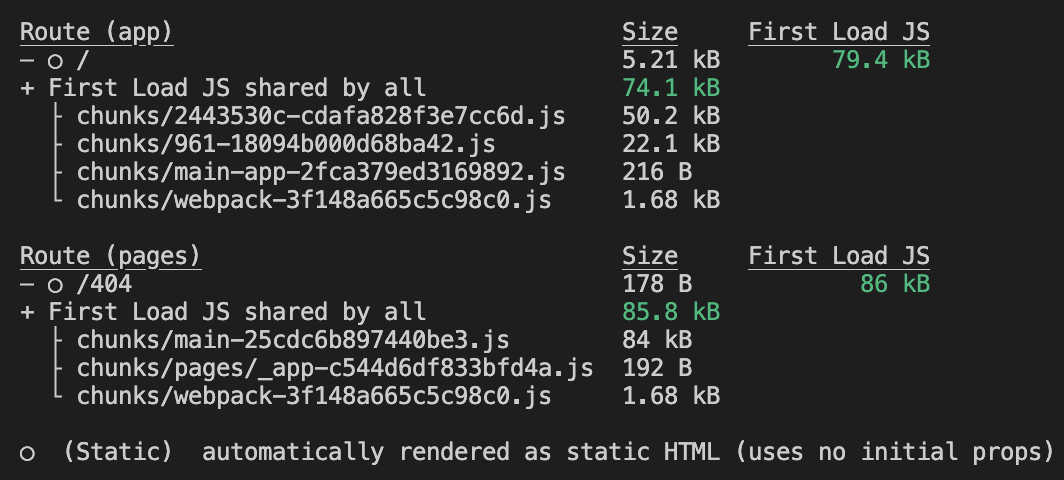 Route (app) Size First Load JS
─ ○ / 5.21 kB 79.4 kB
+ First Load JS shared by all 74.1 kB
├ chunks/2443530c-cdafa828f3e7cc6d.js 50.2 kB
├ chunks/961-18094b000d68ba42.js 22.1 kB
├ chunks/main-app-2fca379ed3169892.js 216 B
└ chunks/webpack-3f148a665c5c98c0.js 1.68 kB
Route (pages) Size First Load JS
─ ○ /404 178 B 86 kB
+ First Load JS shared by all 85.8 kB
├ chunks/main-25cdc6b897440be3.js 84 kB
├ chunks/pages/_app-c544d6df833bfd4a.js 192 B
└ chunks/webpack-3f148a665c5c98c0.js 1.68 kB
○ (Static) automatically rendered as static HTML (uses no initial props)